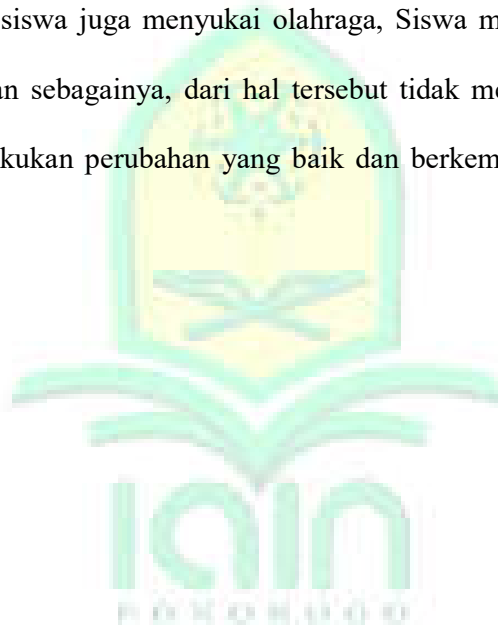 siswa juga menyukai olahraga, Siswa m
n sebagainya, dari hal tersebut tidak me
kukan perubahan yang baik dan berkem
iain
PONOROGO